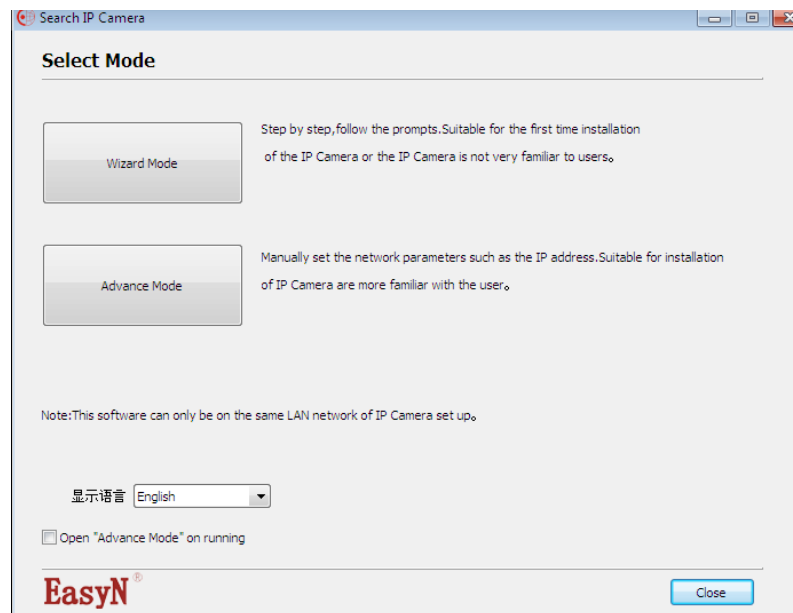 Search IP Camera
Select Mode
Wizard Mode
Step by step,follow the prompts.Suitable for the first time installation
of the IP Camera or the IP Camera is not very familiar to users。
Advance Mode
Manually set the network parameters such as the IP address.Suitable for installation
of IP Camera are more familiar with the user。
Note:This software can only be on the same LAN network of IP Camera set up。
显示语言 English
Open "Advance Mode" on running
EasyN®
Close